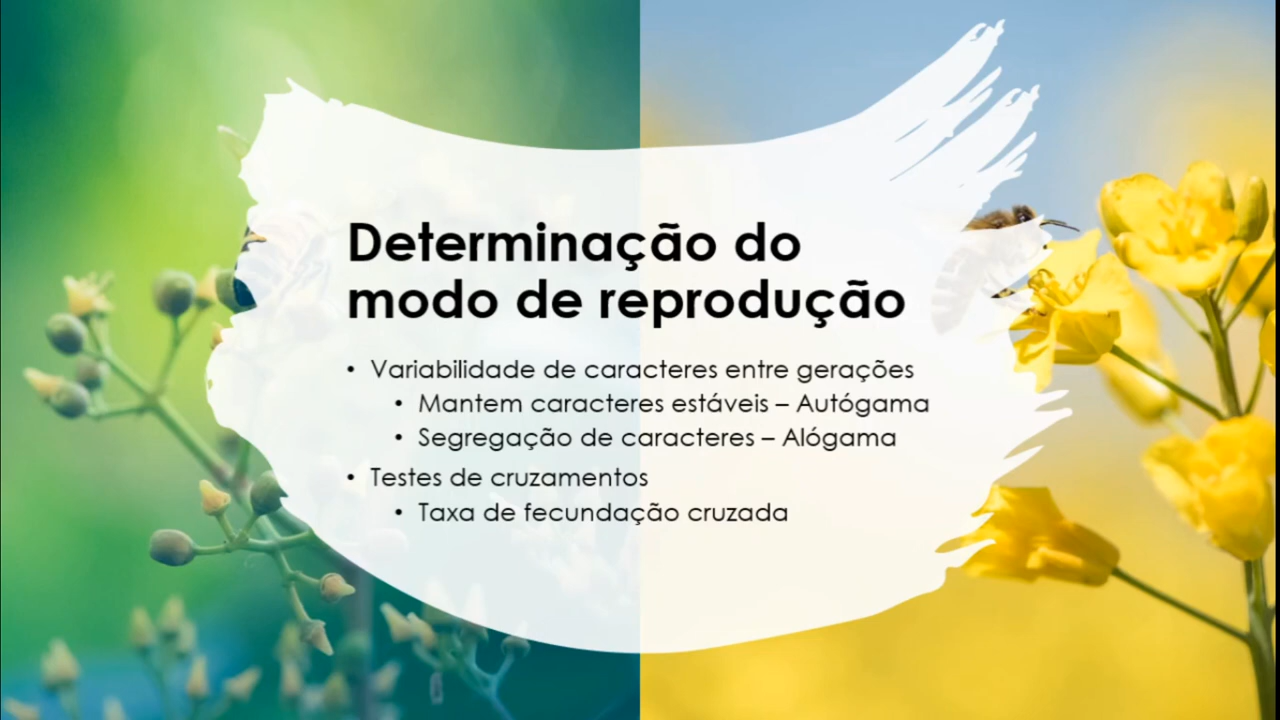 Determinação do
modo de reprodução
• Variabilidade de caracteres entre gerações
• Mantem caracteres estáveis – Autógama
• Segregação de caracteres – Alógama
• Testes de cruzamentos
• Taxa de fecundação cruzada